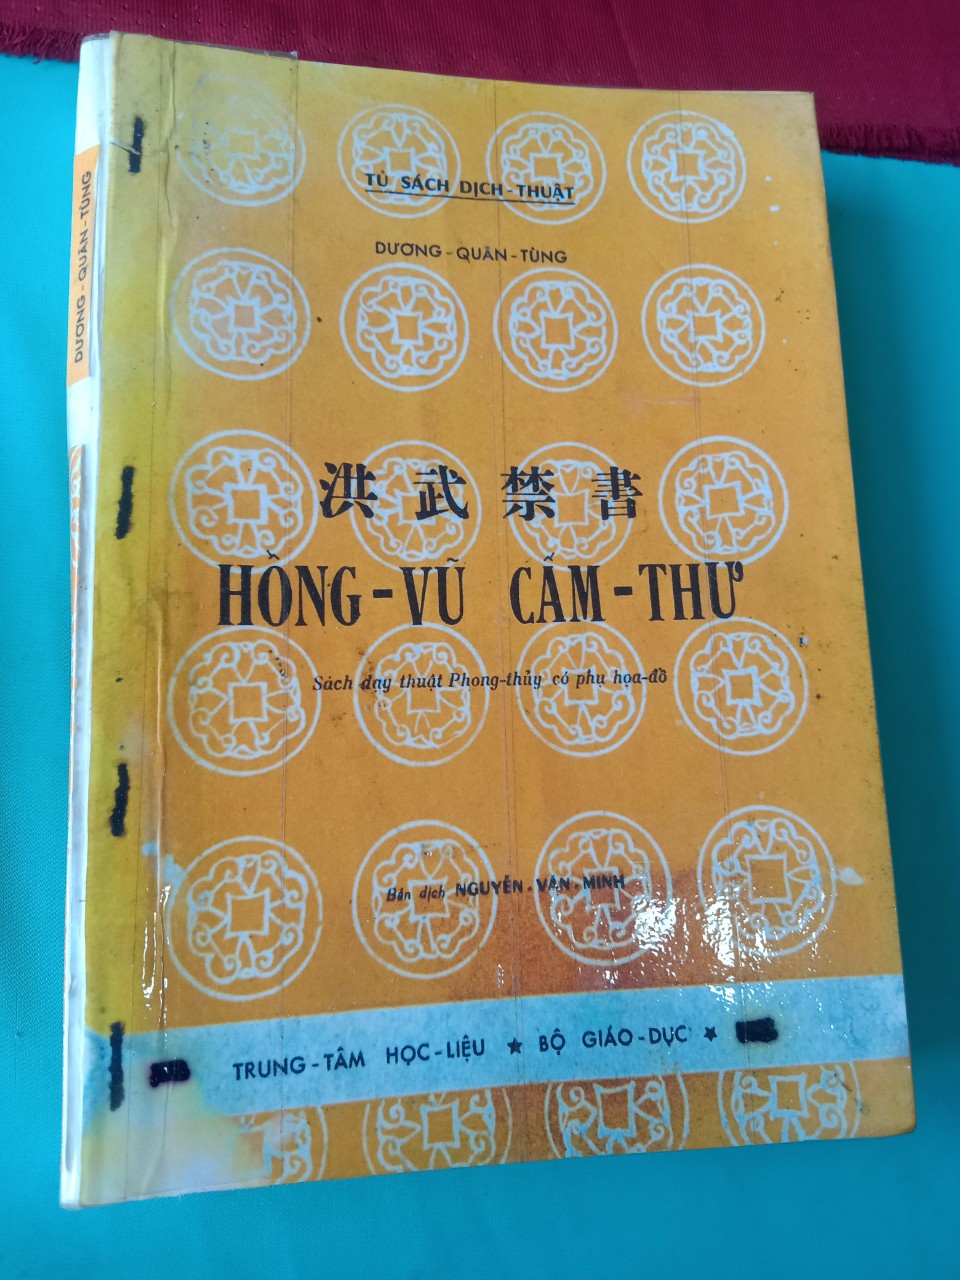 TỦ SÁCH DỊCH-THUẬT
DƯƠNG-QUÂN-TÙNG
洪武禁書
HỒNG-VŨ CẤM-THƯ
Sách dạy thuật Phong-thủy có phụ họa-đồ
Bản dịch NGUYỄN-VĂN-MINH
TRUNG-TÂM HỌC-LIỆU ★ BỘ GIÁO-DỤC ★
DƯƠNG-QUÂN-TÙNG